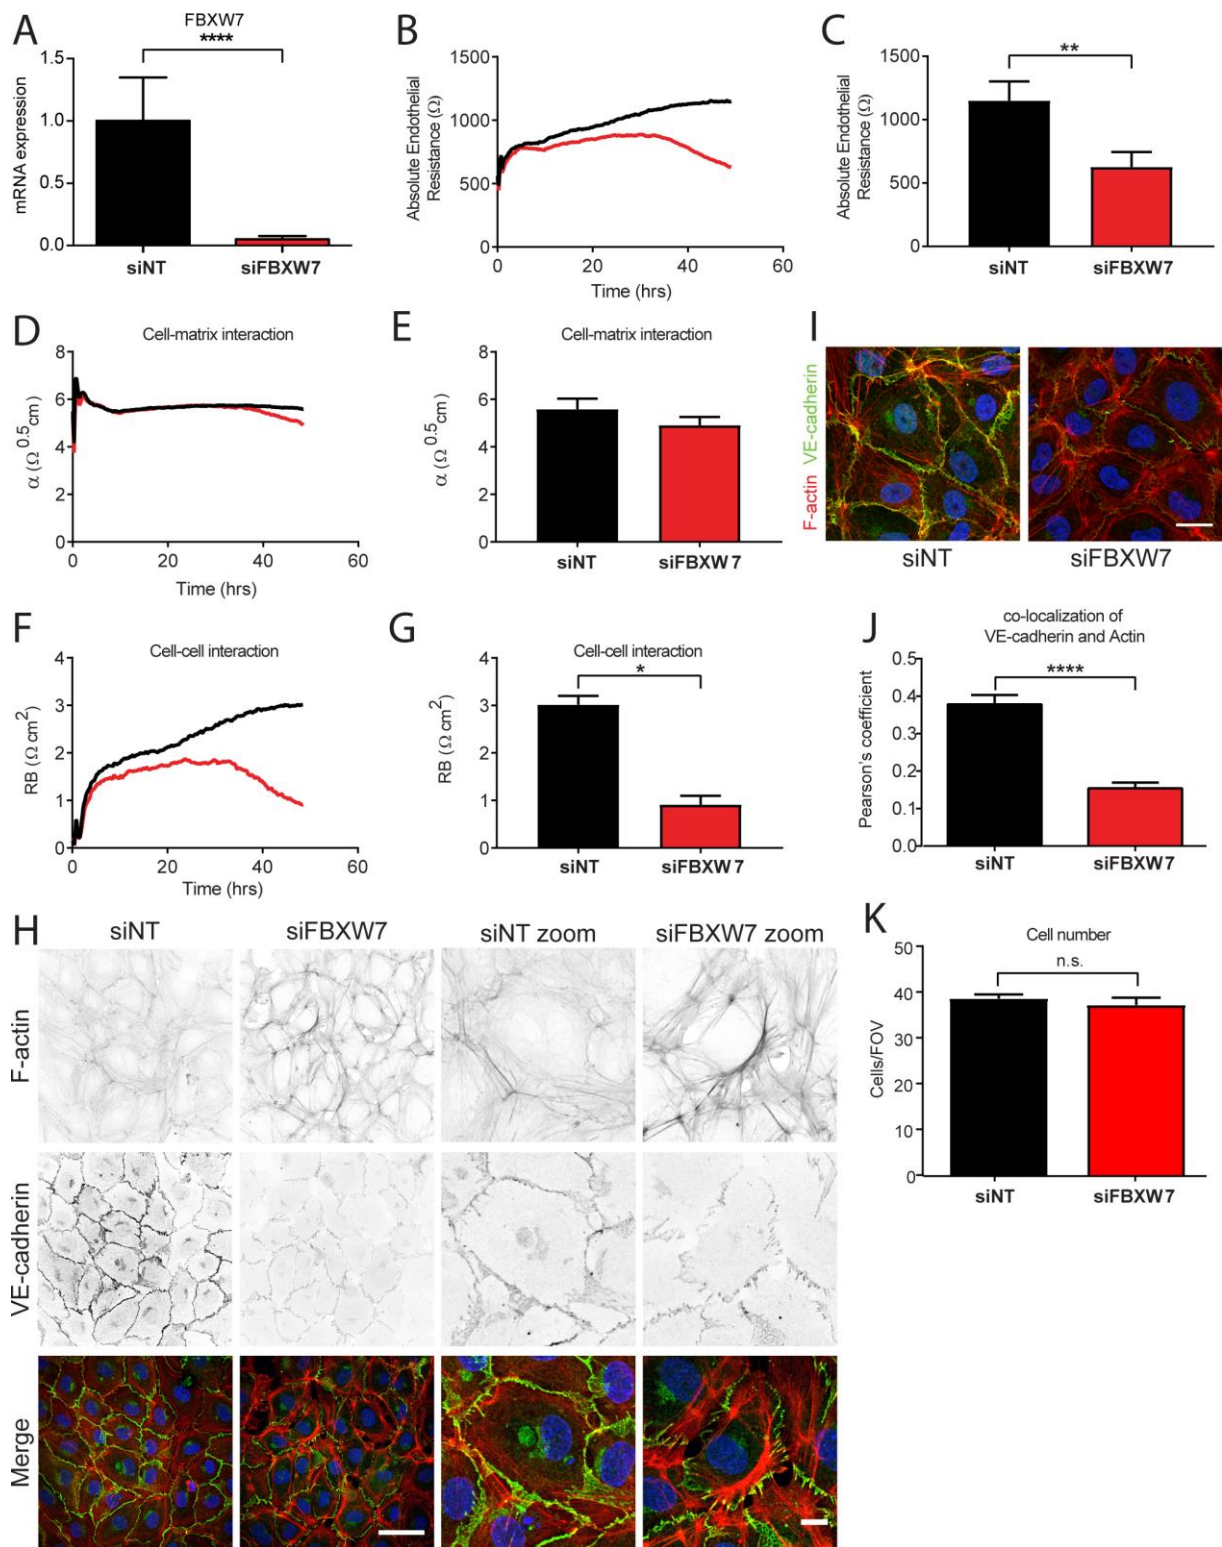 A
FBXW7
****
mRNA expression
1.5
1.0
0.5
0.0
siNT
siFBXW7
B
Absolute Endothelial
Resistance (Ω)
1500
1000
500
0
0
20
40
60
Time (hrs)
C
**
Absolute Endothelial
Resistance (Ω)
1500
1000
500
0
siNT
siFBXW7
D
Cell-matrix interaction
α (Ω^0.5cm)
8
6
4
2
0
0
20
40
60
Time (hrs)
E
Cell-matrix interaction
α (Ω^0.5cm)
8
6
4
2
0
siNT
siFBXW7
I
F-actin VE-cadherin
siNT
siFBXW7
F
Cell-cell interaction
RB (Ω cm²)
4
3
2
1
0
0
20
40
60
Time (hrs)
G
Cell-cell interaction
*
RB (Ω cm²)
4
3
2
1
0
siNT
siFBXW7
J
co-localization of
VE-cadherin and Actin
****
Pearson's coefficient
0.5
0.4
0.3
0.2
0.1
0.0
siNT
siFBXW7
H
siNT
siFBXW7
siNT zoom
siFBXW7 zoom
F-actin
VE-cadherin
Merge
K
Cell number
n.s.
Cells/FOV
50
40
30
20
10
0
siNT
siFBXW7